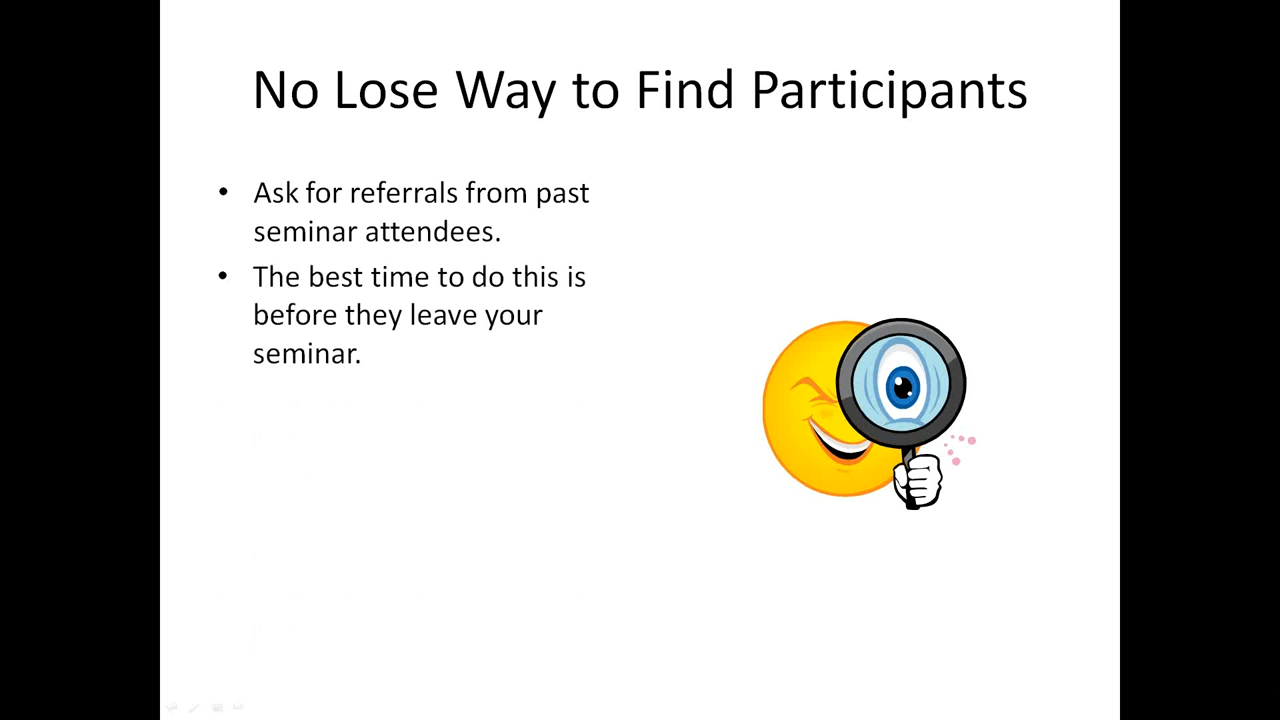 No Lose Way to Find Participants
• Ask for referrals from past
seminar attendees.
• The best time to do this is
before they leave your
seminar.